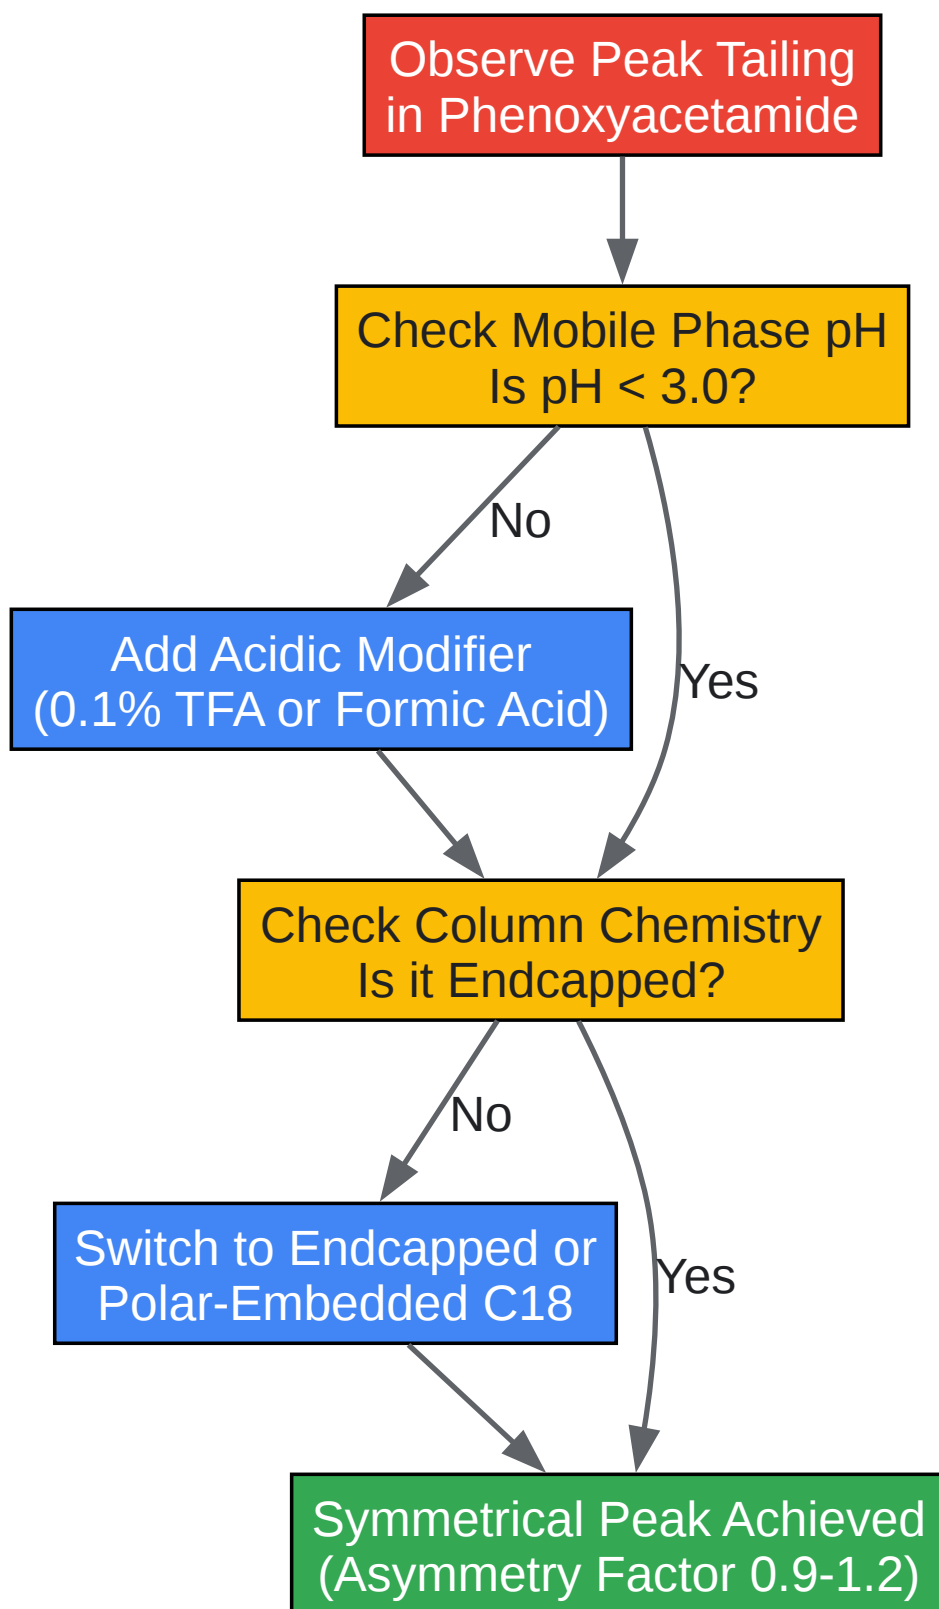 Observe Peak Tailing
in Phenoxyacetamide
Check Mobile Phase pH
Is pH < 3.0?
No
Add Acidic Modifier
(0.1% TFA or Formic Acid)
Yes
Check Column Chemistry
Is it Endcapped?
No
Switch to Endcapped or
Polar-Embedded C18
Yes
Symmetrical Peak Achieved
(Asymmetry Factor 0.9-1.2)